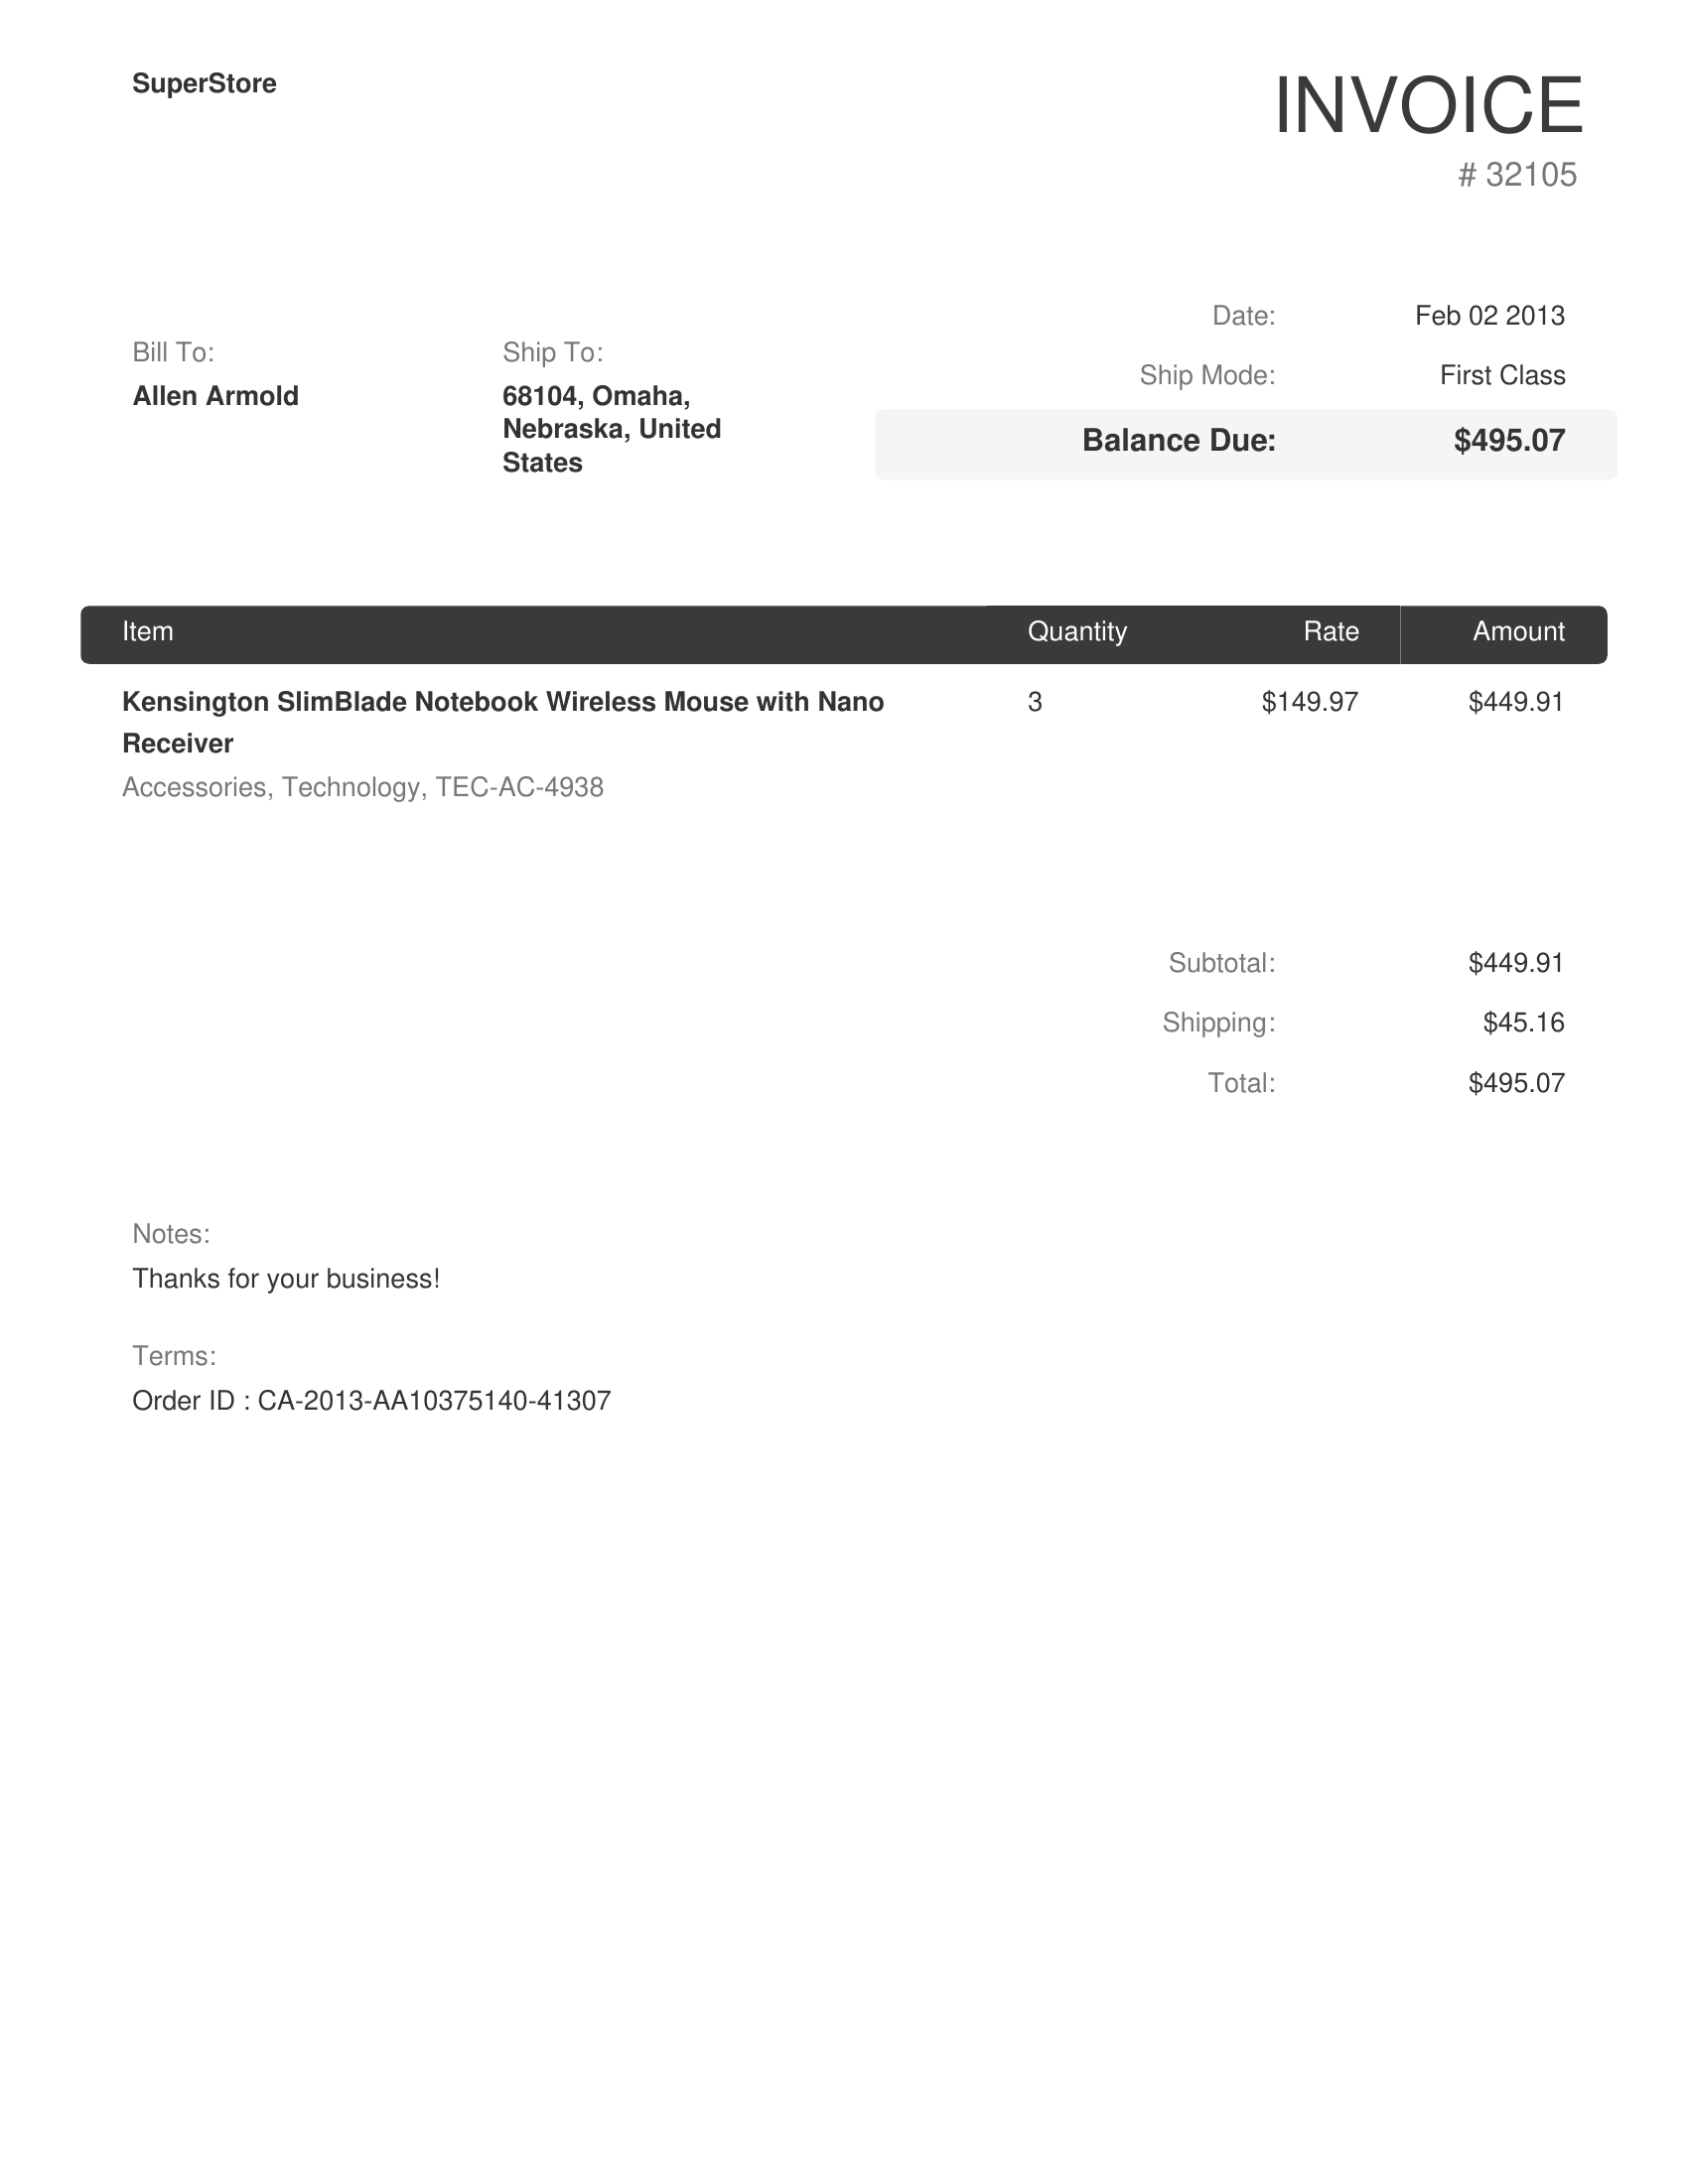 SuperStore
INVOICE
# 32105
Date: Feb 02 2013
Ship Mode: First Class
Balance Due: $495.07
Bill To:
Allen Armold
Ship To:
68104, Omaha,
Nebraska, United
States
Item Quantity Rate Amount
Kensington SlimBlade Notebook Wireless Mouse with Nano 3 $149.97 $449.91
Receiver
Accessories, Technology, TEC-AC-4938
Subtotal: $449.91
Shipping: $45.16
Total: $495.07
Notes:
Thanks for your business!
Terms:
Order ID : CA-2013-AA10375140-41307